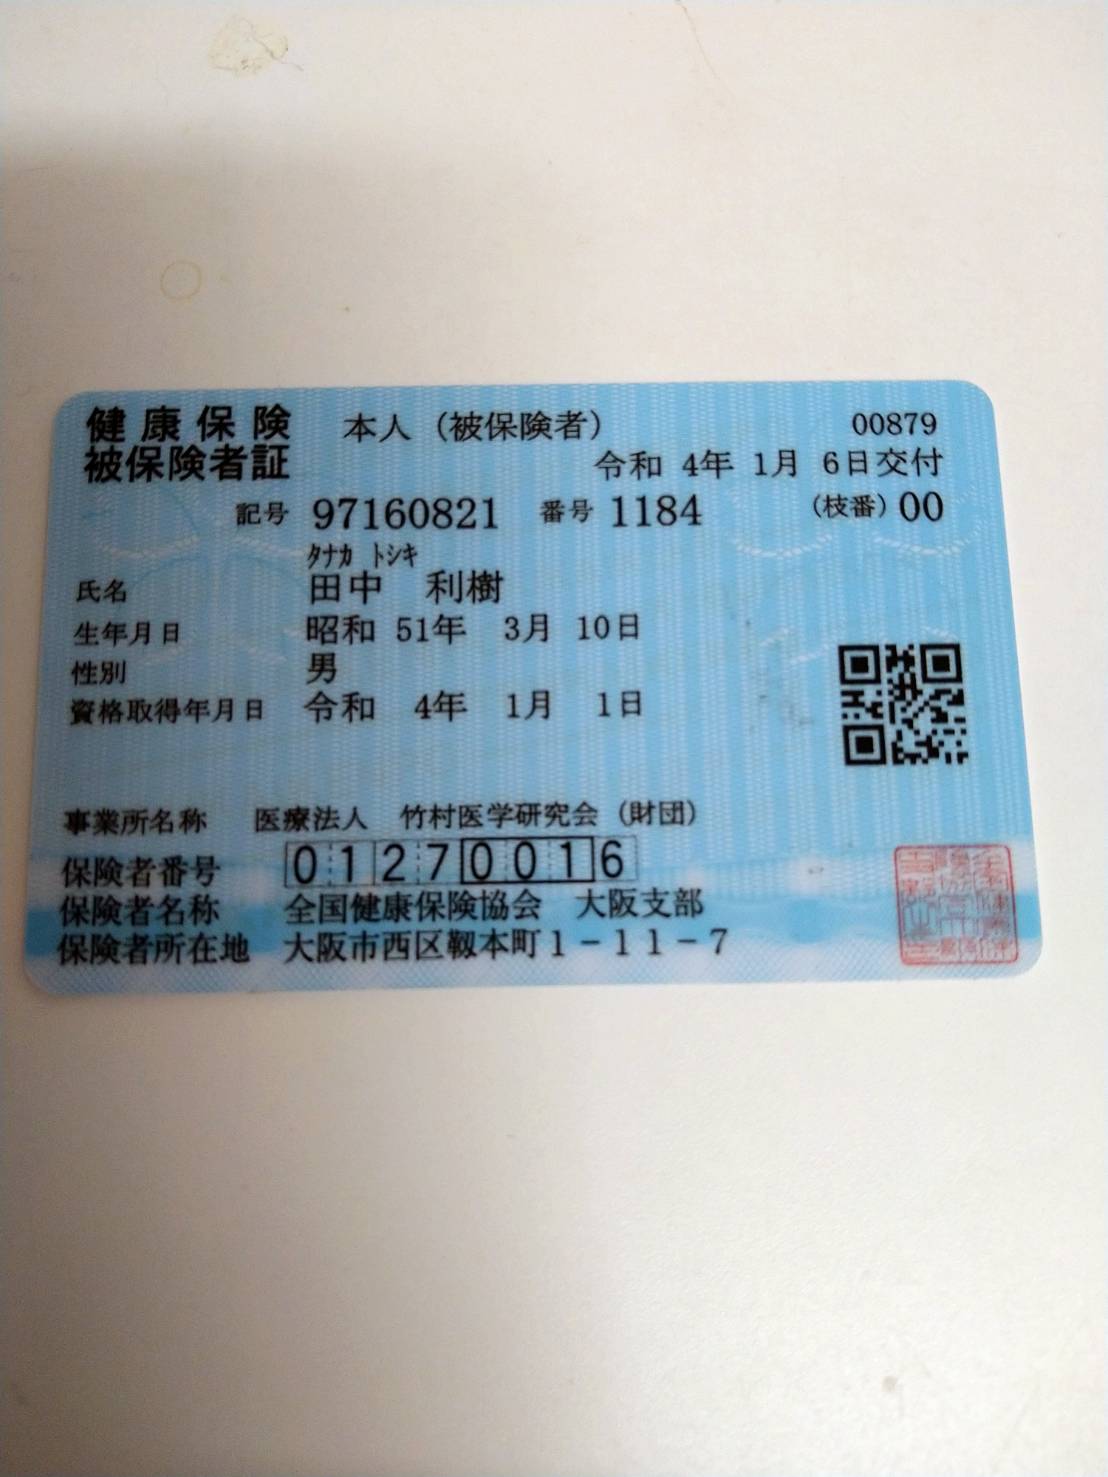 健康保険 本人（被保険者） 00879
被保険者証 令和 4年 1月 6日交付
記号 97160821 番号 1184 （枝番）00
ﾀﾅｶ ﾄｼｷ
氏名 田中 利樹
生年月日 昭和 51年 3月 10日
性別 男
資格取得年月日 令和 4年 1月 1日
事業所名称 医療法人 竹村医学研究会（財団）
保険者番号 01270016
保険者名称 全国健康保険協会 大阪支部
保険者所在地 大阪市西区靱本町1－11－7